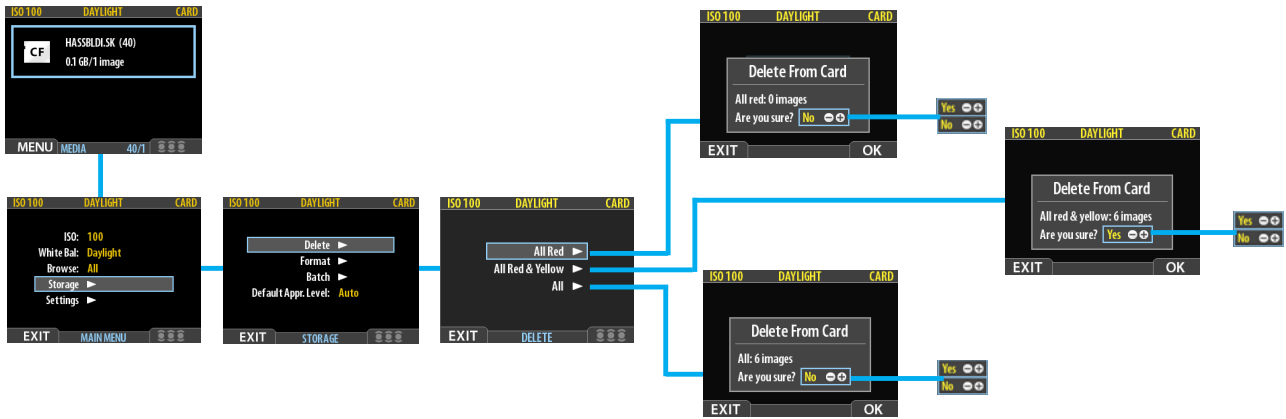 ISO 100 DAYLIGHT CARD
CF
HASSBLDI.SK (40)
0.1 GB/1 image
MENU MEDIA 40/1
ISO 100 DAYLIGHT CARD
ISO: 100
White Bal: Daylight
Browse: All
Storage
Settings
EXIT MAIN MENU
ISO 100 DAYLIGHT CARD
Delete
Format
Batch
Default Appr. Level: Auto
EXIT STORAGE
ISO 100 DAYLIGHT CARD
All Red
All Red & Yellow
All
EXIT DELETE
ISO 100 DAYLIGHT CARD
Delete From Card
All red: 0 images
Are you sure? No
EXIT OK
Yes
No
ISO 100 DAYLIGHT CARD
Delete From Card
All red & yellow: 6 images
Are you sure? Yes
EXIT OK
Yes
No
ISO 100 DAYLIGHT CARD
Delete From Card
All: 6 images
Are you sure? No
EXIT OK
Yes
No